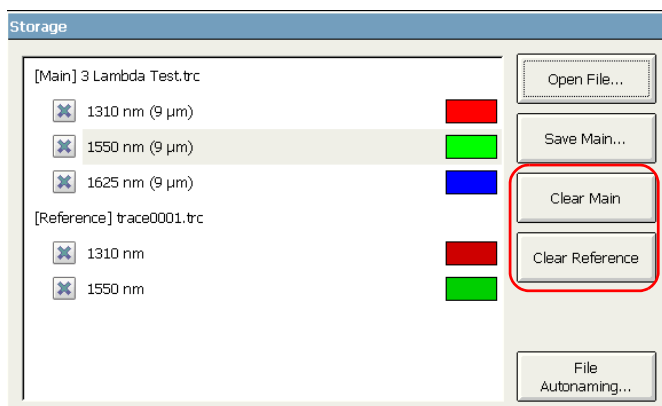 Storage
[Main] 3 Lambda Test.trc
1310 nm (9 µm)
1550 nm (9 µm)
1625 nm (9 µm)
[Reference] trace0001.trc
1310 nm
1550 nm
Open File...
Save Main...
Clear Main
Clear Reference
File
Autonaming...